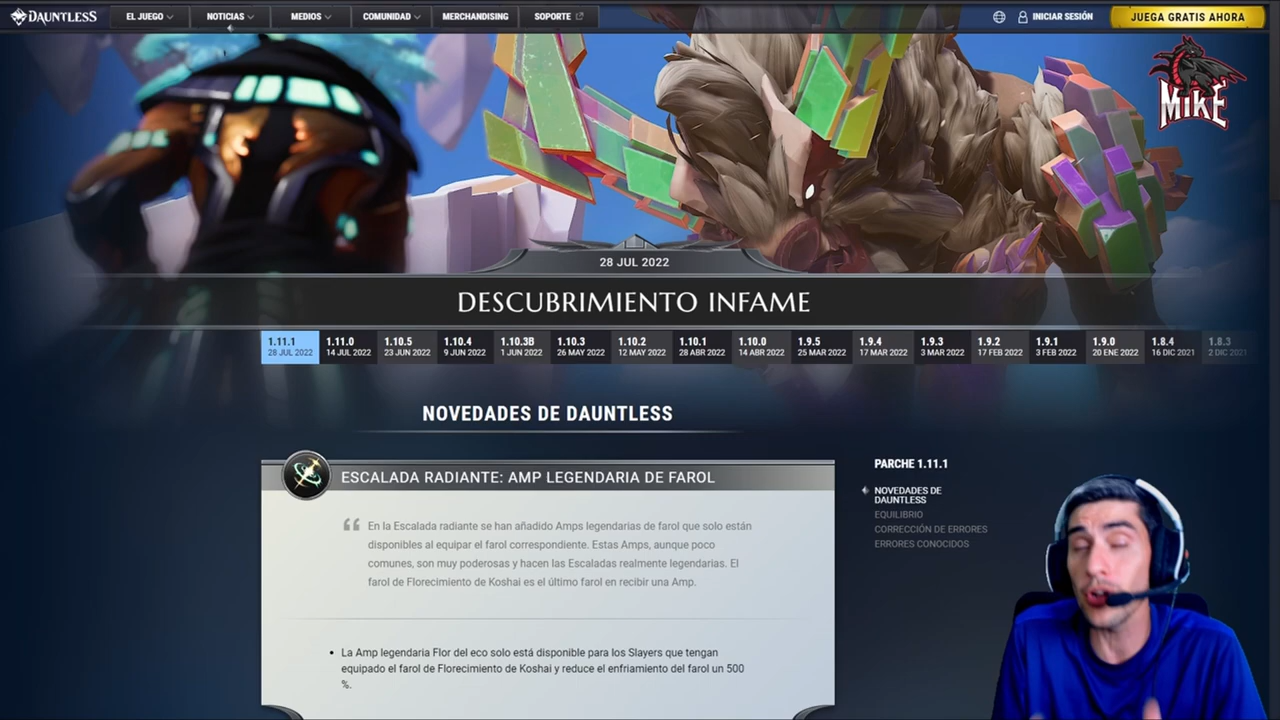 DAUNTLESS
EL JUEGO
NOTICIAS
MEDIOS
COMUNIDAD
MERCHANDISING
SOPORTE
INICIAR SESIÓN
JUEGA GRATIS AHORA
MIKE
28 JUL 2022
DESCUBRIMIENTO INFAME
1.11.1
28 JUL 2022
1.11.0
14 JUL 2022
1.10.5
23 JUN 2022
1.10.4
9 JUN 2022
1.10.3B
1 JUN 2022
1.10.3
26 MAY 2022
1.10.2
12 MAY 2022
1.10.1
28 ABR 2022
1.10.0
14 ABR 2022
1.9.5
25 MAR 2022
1.9.4
17 MAR 2022
1.9.3
3 MAR 2022
1.9.2
17 FEB 2022
1.9.1
3 FEB 2022
1.9.0
20 ENE 2022
1.8.4
16 DIC 2021
1.8.3
2 DIC 2021
NOVEDADES DE DAUNTLESS
ESCALADA RADIANTE: AMP LEGENDARIA DE FAROL
En la Escalada radiante se han añadido Amps legendarias de farol que solo están
disponibles al equipar el farol correspondiente. Estas Amps, aunque poco
comunes, son muy poderosas y hacen las Escaladas realmente legendarias. El
farol de Florecimiento de Koshai es el último farol en recibir una Amp.
• La Amp legendaria Flor del eco solo está disponible para los Slayers que tengan
equipado el farol de Florecimiento de Koshai y reduce el enfriamiento del farol un 500
%.
PARCHE 1.11.1
NOVEDADES DE
DAUNTLESS
EQUILIBRIO
CORRECCIÓN DE ERRORES
ERRORES CONOCIDOS